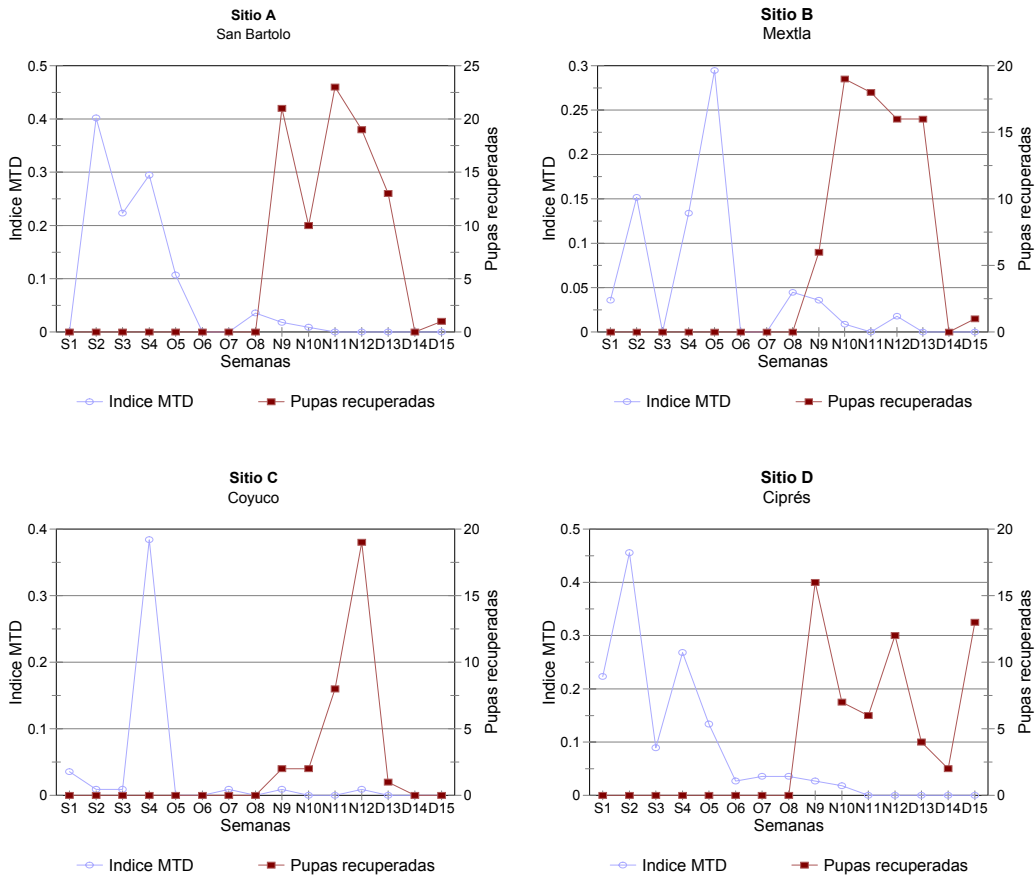 Sitio A
San Bartolo
Indice MTD
0.5
0.4
0.3
0.2
0.1
0
25
20
15
10
5
0
Pupas recuperadas
S1 S2 S3 S4 O5 O6 O7 O8 N9 N10 N11 N12 D13 D14 D15
Semanas
Indice MTD Pupas recuperadas
Sitio B
Mextla
Indice MTD
0.3
0.25
0.2
0.15
0.1
0.05
0
20
15
10
5
0
Pupas recuperadas
S1 S2 S3 S4 O5 O6 O7 O8 N9 N10 N11 N12 D13 D14 D15
Semanas
Indice MTD Pupas recuperadas
Sitio C
Coyuco
Indice MTD
0.4
0.3
0.2
0.1
0
20
15
10
5
0
Pupas recuperadas
S1 S2 S3 S4 O5 O6 O7 O8 N9 N10 N11 N12 D13 D14 D15
Semanas
Indice MTD Pupas recuperadas
Sitio D
Ciprés
Indice MTD
0.5
0.4
0.3
0.2
0.1
0
20
15
10
5
0
Pupas recuperadas
S1 S2 S3 S4 O5 O6 O7 O8 N9 N10 N11 N12 D13 D14 D15
Semanas
Indice MTD Pupas recuperadas